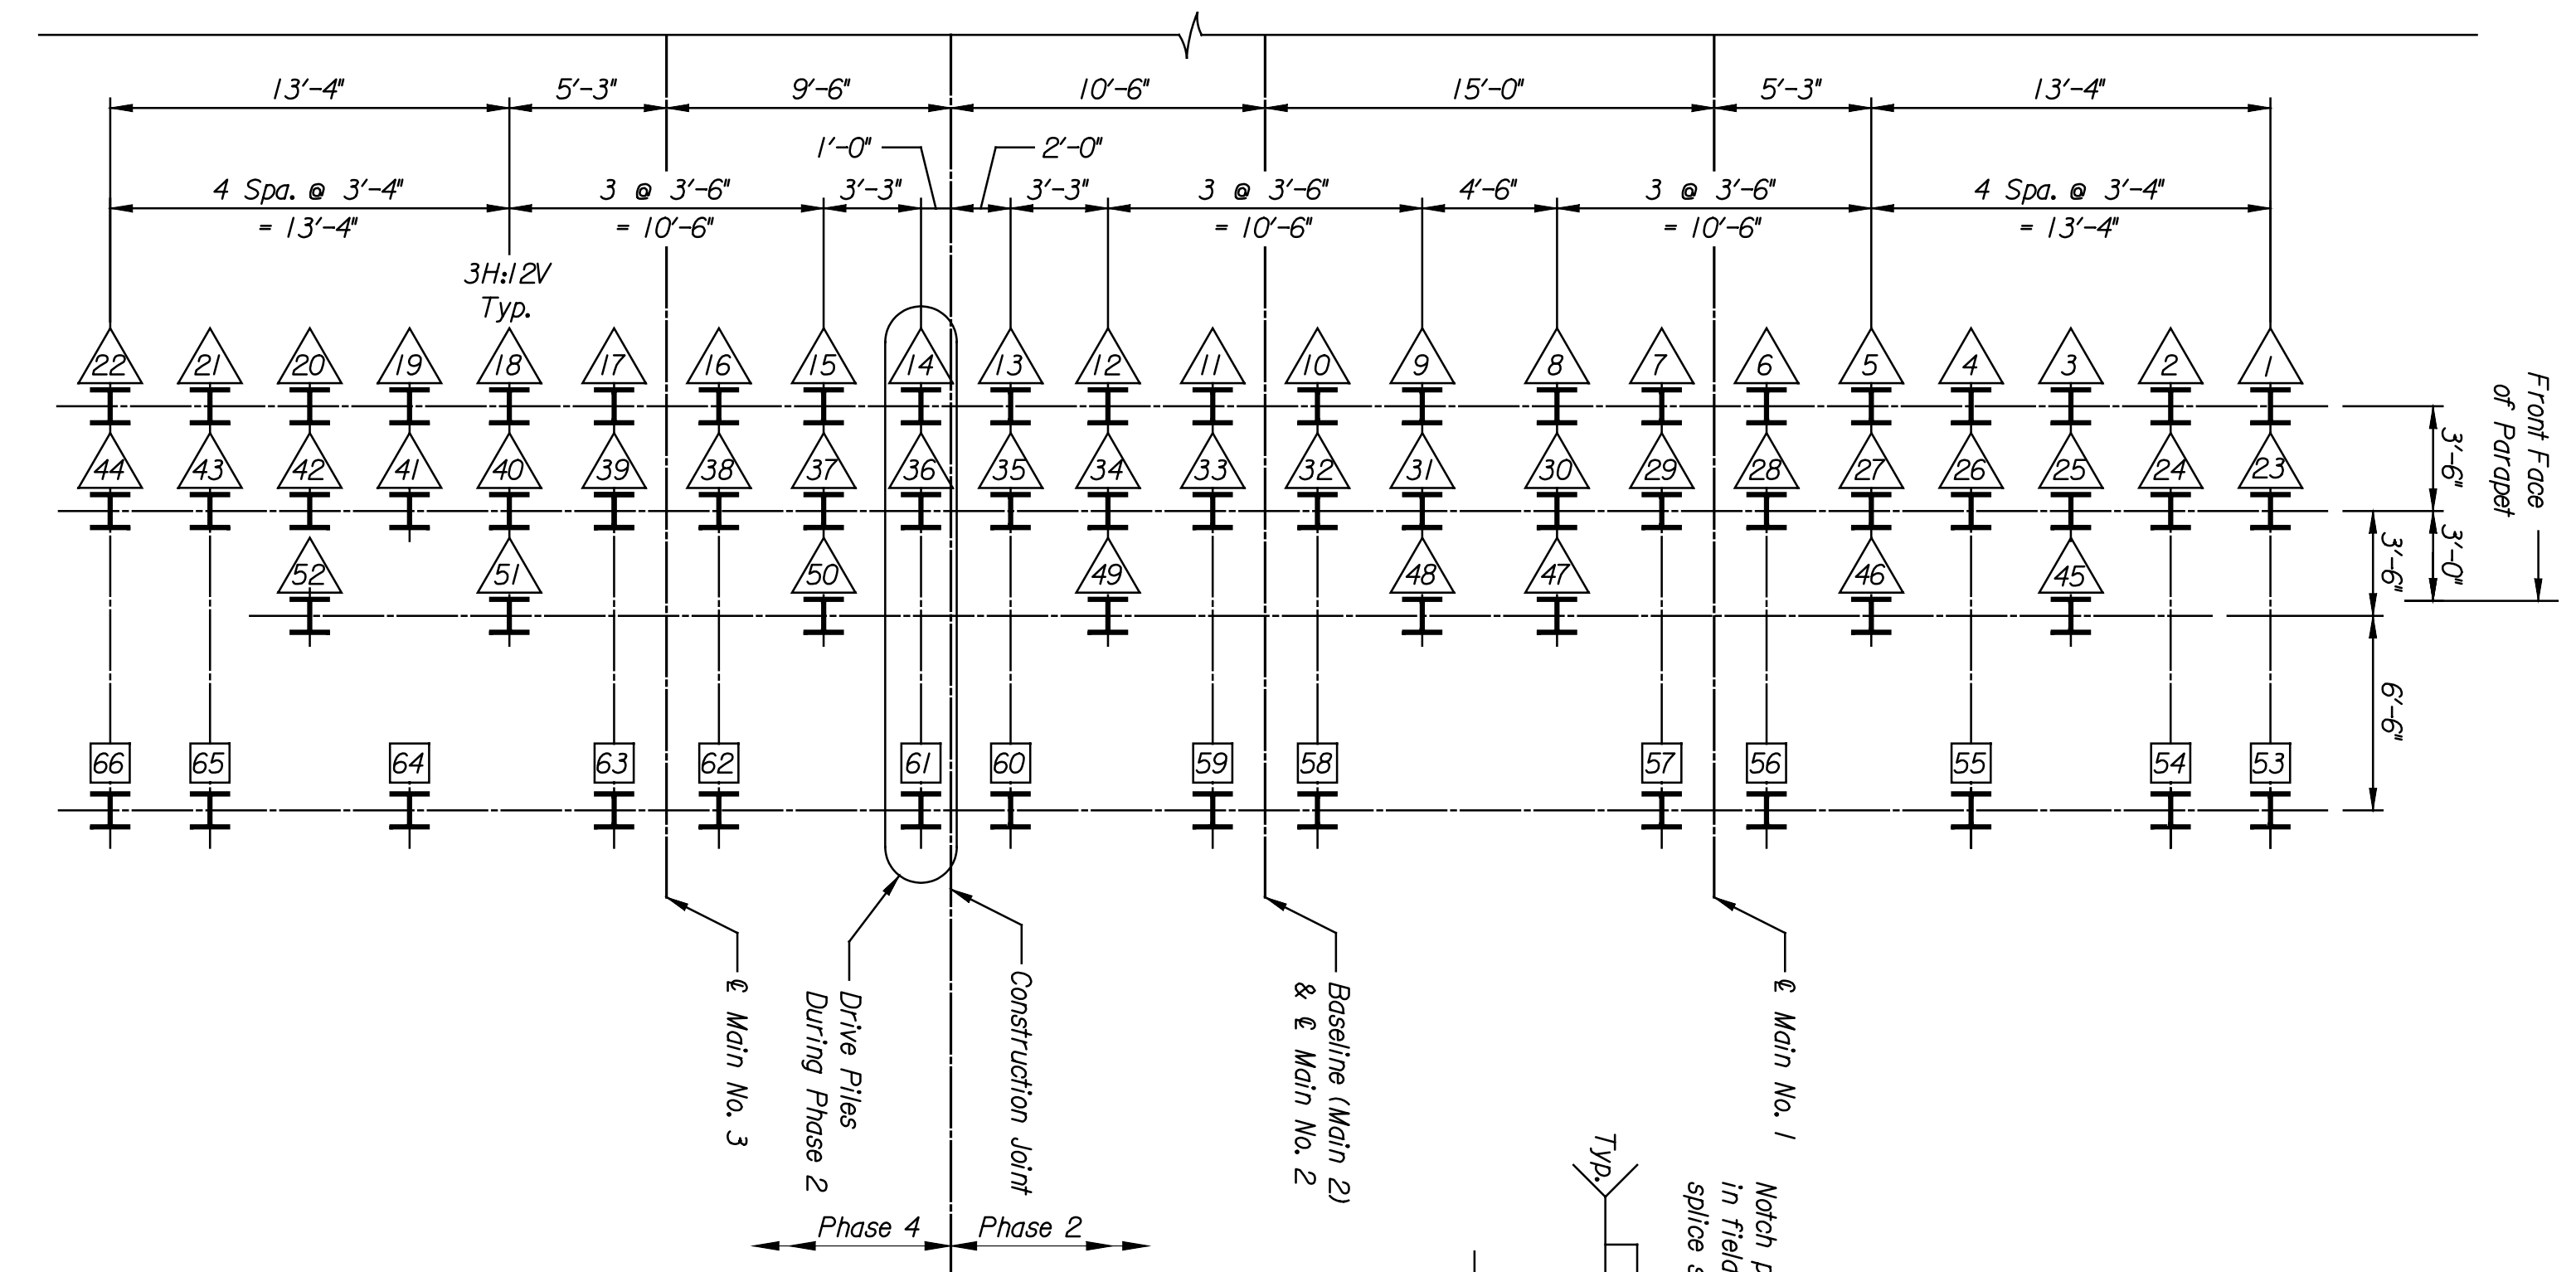 13'-4" 5'-3" 9'-6" 10'-6" 15'-0" 5'-3" 13'-4"
1'-0" 2'-0"
4 Spa. @ 3'-4" 3 @ 3'-6" 3'-3" 3'-3" 3 @ 3'-6" 4'-6" 3 @ 3'-6" 4 Spa. @ 3'-4"
= 13'-4" = 10'-6" = 10'-6" = 10'-6" = 13'-4"
3H:12V
Typ.
22 21 20 19 18 17 16 15 14 13 12 11 10 9 8 7 6 5 4 3 2 1
44 43 42 41 40 39 38 37 36 35 34 33 32 31 30 29 28 27 26 25 24 23
52 51 50 49 48 47 46 45
66 65 64 63 62 61 60 59 58 57 56 55 54 53
Front Face
of Parapet
3'-6"
3'-0"
3'-6"
6'-6"
℄ Main No. 3
Drive Piles
During Phase 2
Construction Joint
Baseline (Main 2)
& ℄ Main No. 2
℄ Main No. 1
Phase 4 Phase 2
Typ.
Notch
in field
splice